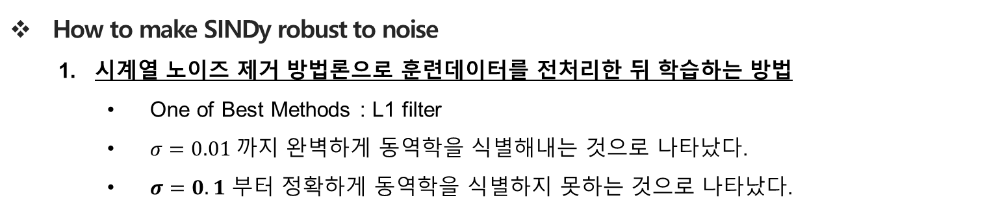 ❖ How to make SINDy robust to noise
1. 시계열 노이즈 제거 방법론으로 훈련데이터를 전처리한 뒤 학습하는 방법
• One of Best Methods : L1 filter
• 𝜎 = 0.01 까지 완벽하게 동역학을 식별해내는 것으로 나타났다.
• 𝝈 = 𝟎. 𝟏 부터 정확하게 동역학을 식별하지 못하는 것으로 나타났다.